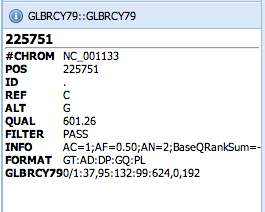 GLBRCY79::GLBRCY79
225751
#CHROM NC_001133
POS 225751
ID .
REF C
ALT G
QUAL 601.26
FILTER PASS
INFO AC=1;AF=0.50;AN=2;BaseQRankSum=-
FORMAT GT:AD:DP:GQ:PL
GLBRCY790/1:37,95:132:99:624,0,192